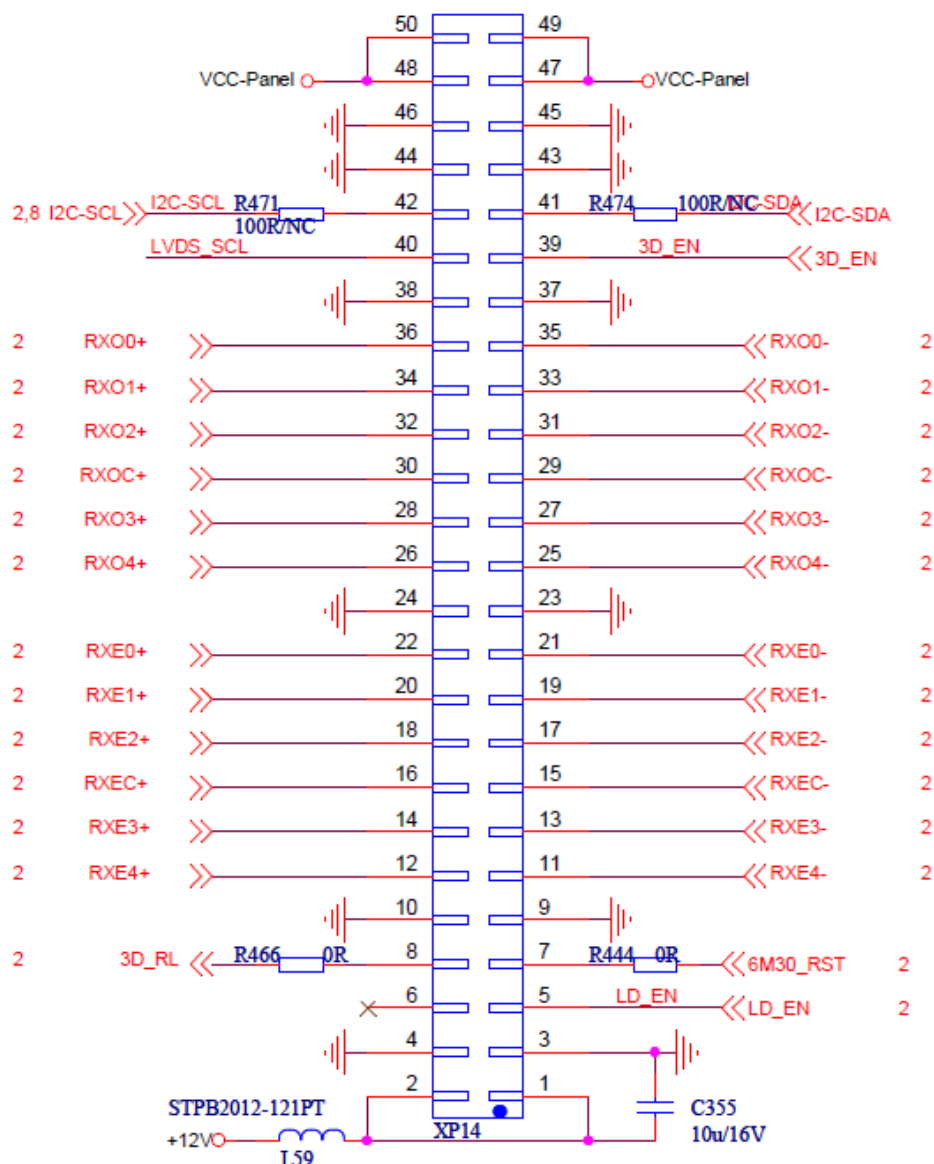 50 49
VCC-Panel 48 47 VCC-Panel
46 45
44 43
2,8 I2C-SCL I2C-SCL R471 100R/NC 42 41 R474 100R/NC I2C-SDA
LVDS_SCL 40 39 3D_EN 3D_EN
38 37
2 RXO0+ 36 35 RXO0- 2
2 RXO1+ 34 33 RXO1- 2
2 RXO2+ 32 31 RXO2- 2
2 RXOC+ 30 29 RXOC- 2
2 RXO3+ 28 27 RXO3- 2
2 RXO4+ 26 25 RXO4- 2
24 23
2 RXE0+ 22 21 RXE0- 2
2 RXE1+ 20 19 RXE1- 2
2 RXE2+ 18 17 RXE2- 2
2 RXEC+ 16 15 RXEC- 2
2 RXE3+ 14 13 RXE3- 2
2 RXE4+ 12 11 RXE4- 2
10 9
2 3D_RL R466 0R 8 7 R444 0R 6M30_RST 2
6 5 LD_EN LD_EN 2
4 3
2 1
STPB2012-121PT C355
XP14 10u/16V
+12V
L59